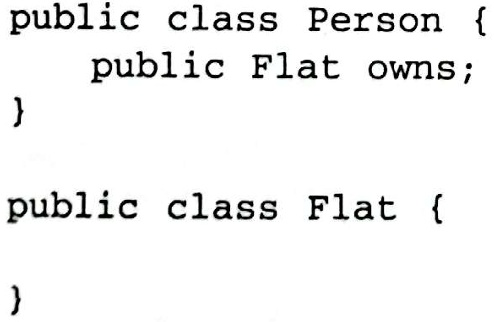 public class Person {
    public Flat owns;
}

public class Flat {

}